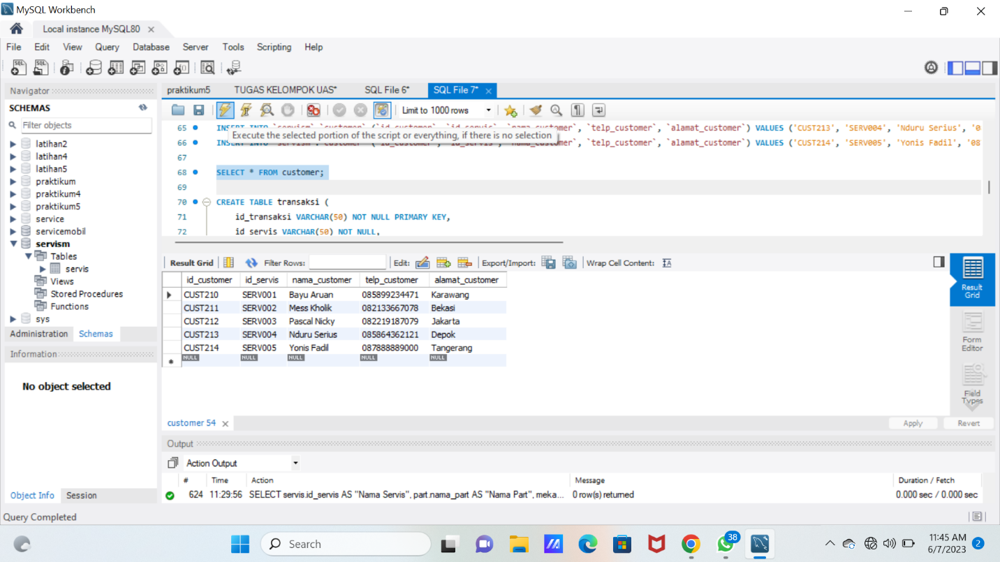 MySQL Workbench
Local instance MySQL80
File Edit View Query Database Server Tools Scripting Help
Navigator
SCHEMAS
Filter objects
latihan2
latihan4
latihan5
praktikum
praktikum4
praktikum5
service
servicemobil
servism
Tables
servis
Views
Stored Procedures
Functions
sys
Administration Schemas
Information
No object selected
Object Info Session
praktikum5 TUGAS KELOMPOK UAS* SQL File 6* SQL File 7*
Limit to 1000 rows
65 INSERT INTO `servism`.`customer` (`id_customer`, `id_servis`, `nama_customer`, `telp_customer`, `alamat_customer`) VALUES ('CUST213', 'SERV004', 'Nduru Serius', '0
Execute the selected portion of the script or everything, if there is no selection
66 INSERT INTO `servism`.`customer` (`id_customer`, `id_servis`, `nama_customer`, `telp_customer`, `alamat_customer`) VALUES ('CUST214', 'SERV005', 'Yonis Fadil', '08
67
68 SELECT * FROM customer;
69
70 CREATE TABLE transaksi (
71 id_transaksi VARCHAR(50) NOT NULL PRIMARY KEY,
72 id_servis VARCHAR(50) NOT NULL,
Result Grid Filter Rows: Edit: Export/Import: Wrap Cell Content:
id_customer id_servis nama_customer telp_customer alamat_customer
CUST210 SERV001 Bayu Aruan 085899234471 Karawang
CUST211 SERV002 Mess Kholik 082133667078 Bekasi
CUST212 SERV003 Pascal Nicky 082219187079 Jakarta
CUST213 SERV004 Nduru Serius 085864362121 Depok
CUST214 SERV005 Yonis Fadil 087888889000 Tangerang
NULL NULL NULL NULL NULL
Result
Grid
Form
Editor
Field
Types
customer 54
Apply Revert
Output
Action Output
# Time Action Message Duration / Fetch
624 11:29:56 SELECT servis.id_servis AS "Nama Servis", part.nama_part AS "Nama Part", meka... 0 row(s) returned 0.000 sec / 0.000 sec
Query Completed
Search
38
11:45 AM
6/7/2023
2